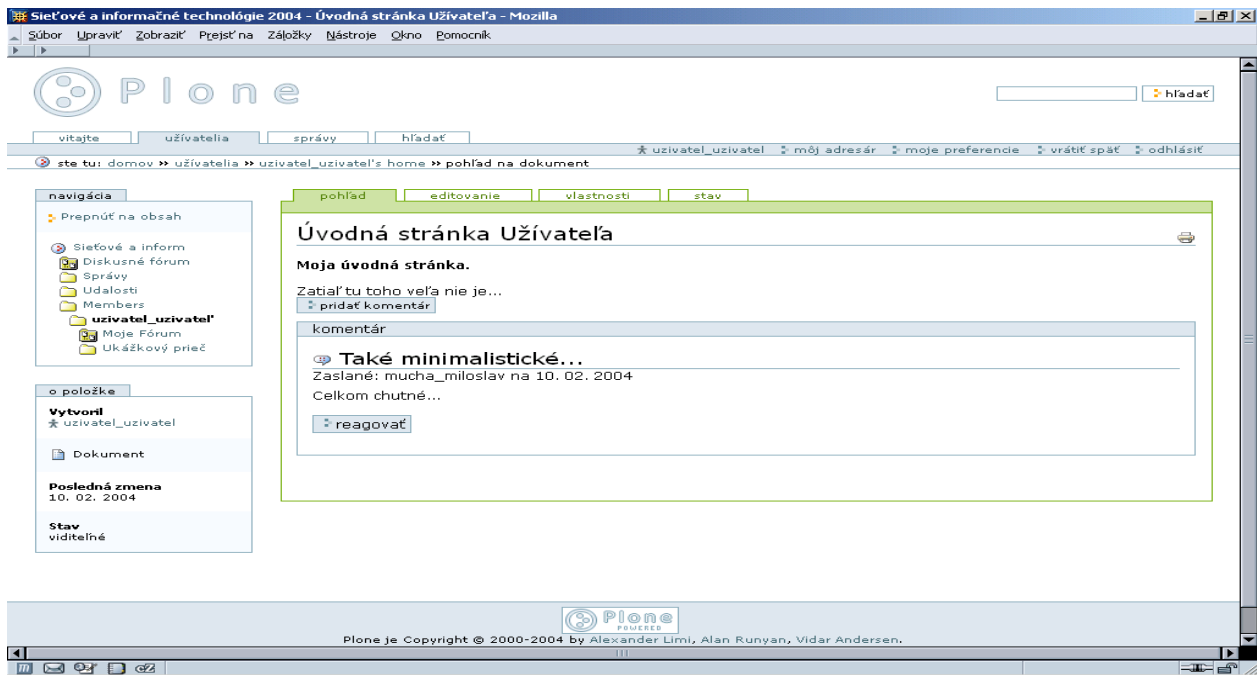 Sieťové a informačné technológie 2004 - Úvodná stránka Užívateľa - Mozilla
Súbor Upraviť Zobraziť Prejsť na Záložky Nástroje Okno Pomocník
Plone
hľadať
vitajte užívatelia správy hľadať
uzivatel_uzivatel môj adresár moje preferencie vrátiť späť odhlásiť
ste tu: domov » užívatelia » uzivatel_uzivatel's home » pohľad na dokument
navigácia
Prepnúť na obsah
Sieťové a inform
Diskusné fórum
Správy
Udalosti
Members
uzivatel_uzivatel'
Moje Fórum
Ukážkový prieč
o položke
Vytvoril
uzivatel_uzivatel
Dokument
Posledná zmena
10. 02. 2004
Stav
viditeľné
pohľad editovanie vlastnosti stav
Úvodná stránka Užívateľa
Moja úvodná stránka.
Zatiaľ tu toho veľa nie je...
pridať komentár
komentár
Také minimalistické...
Zaslané: mucha_miloslav na 10. 02. 2004
Celkom chutné...
reagovať
Plone
POWERED
Plone je Copyright © 2000-2004 by Alexander Limi, Alan Runyan, Vidar Andersen.